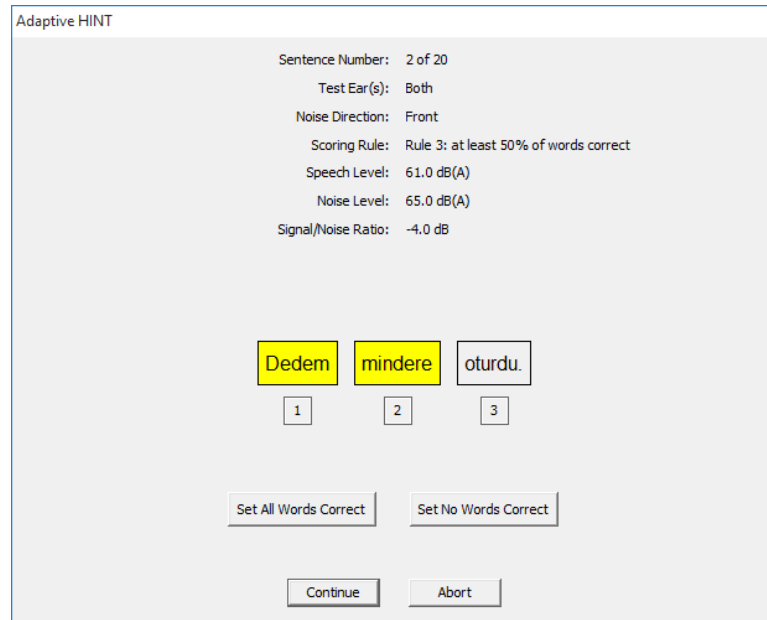 Adaptive HINT
Sentence Number: 2 of 20
Test Ear(s): Both
Noise Direction: Front
Scoring Rule: Rule 3: at least 50% of words correct
Speech Level: 61.0 dB(A)
Noise Level: 65.0 dB(A)
Signal/Noise Ratio: -4.0 dB
Dedem mindere oturdu.
1 2 3
Set All Words Correct Set No Words Correct
Continue Abort